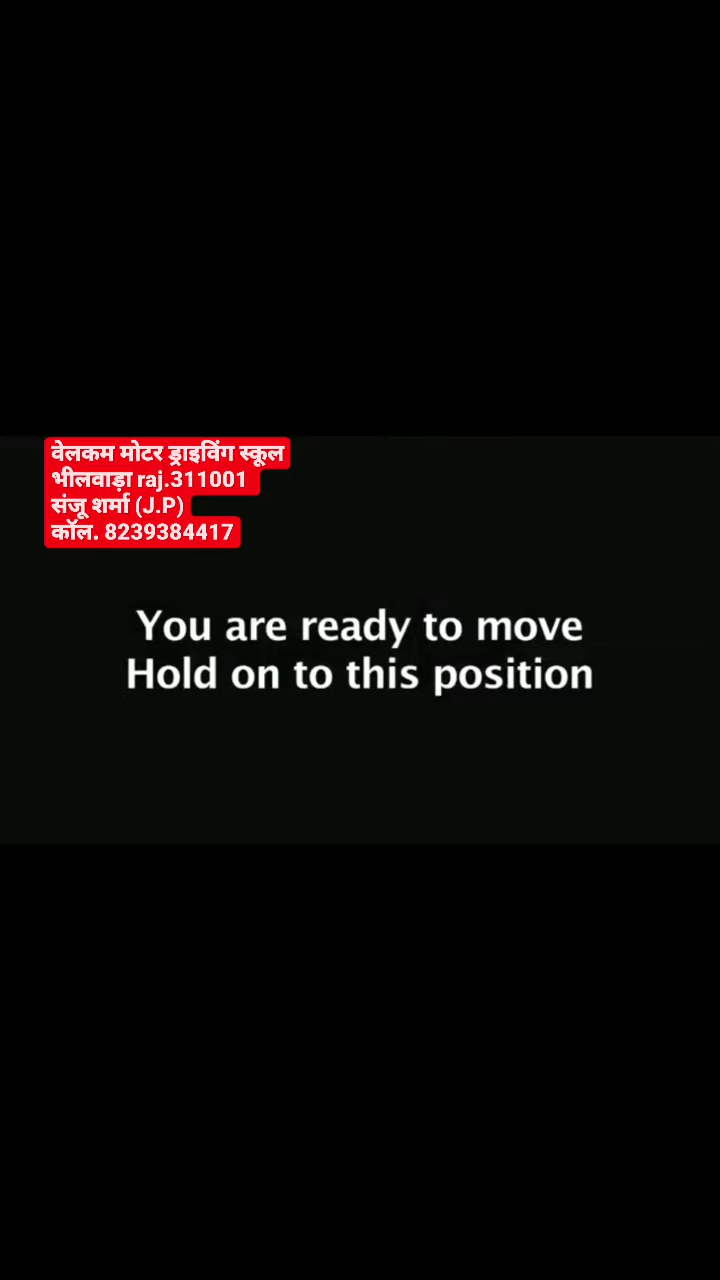 वेलकम मोटर ड्राइविंग स्कूल
भीलवाड़ा raj.311001
संजू शर्मा (J.P)
कॉल. 8239384417
You are ready to move
Hold on to this position